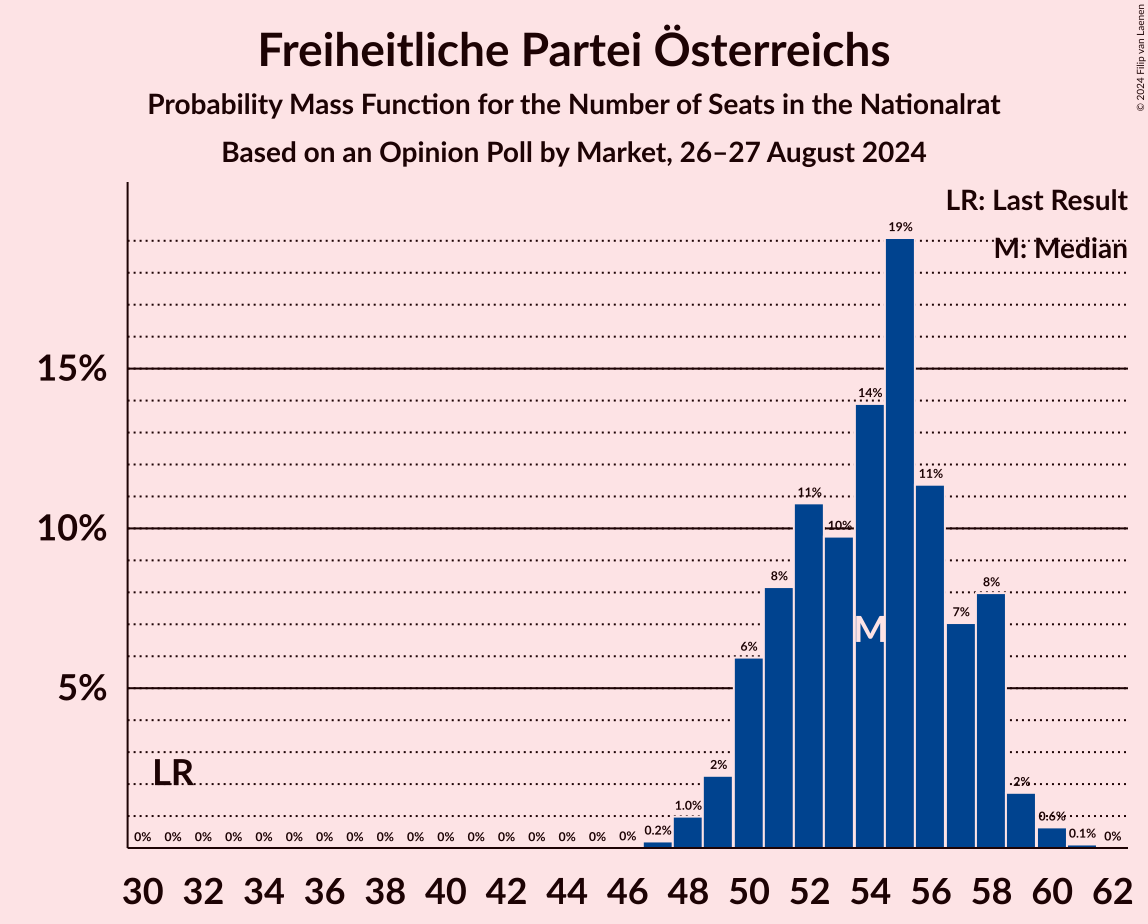 Freiheitliche Partei Österreichs
Probability Mass Function for the Number of Seats in the Nationalrat
Based on an Opinion Poll by Market, 26–27 August 2024
© 2024 Filip van Laenen
LR: Last Result
M: Median
15%
10%
5%
LR
M
0% 0% 0% 0% 0% 0% 0% 0% 0% 0% 0% 0% 0% 0% 0% 0% 0% 0.2% 1.0% 2% 6% 8% 11% 10% 14% 19% 11% 7% 8% 2% 0.6% 0.1% 0%
30 32 34 36 38 40 42 44 46 48 50 52 54 56 58 60 62